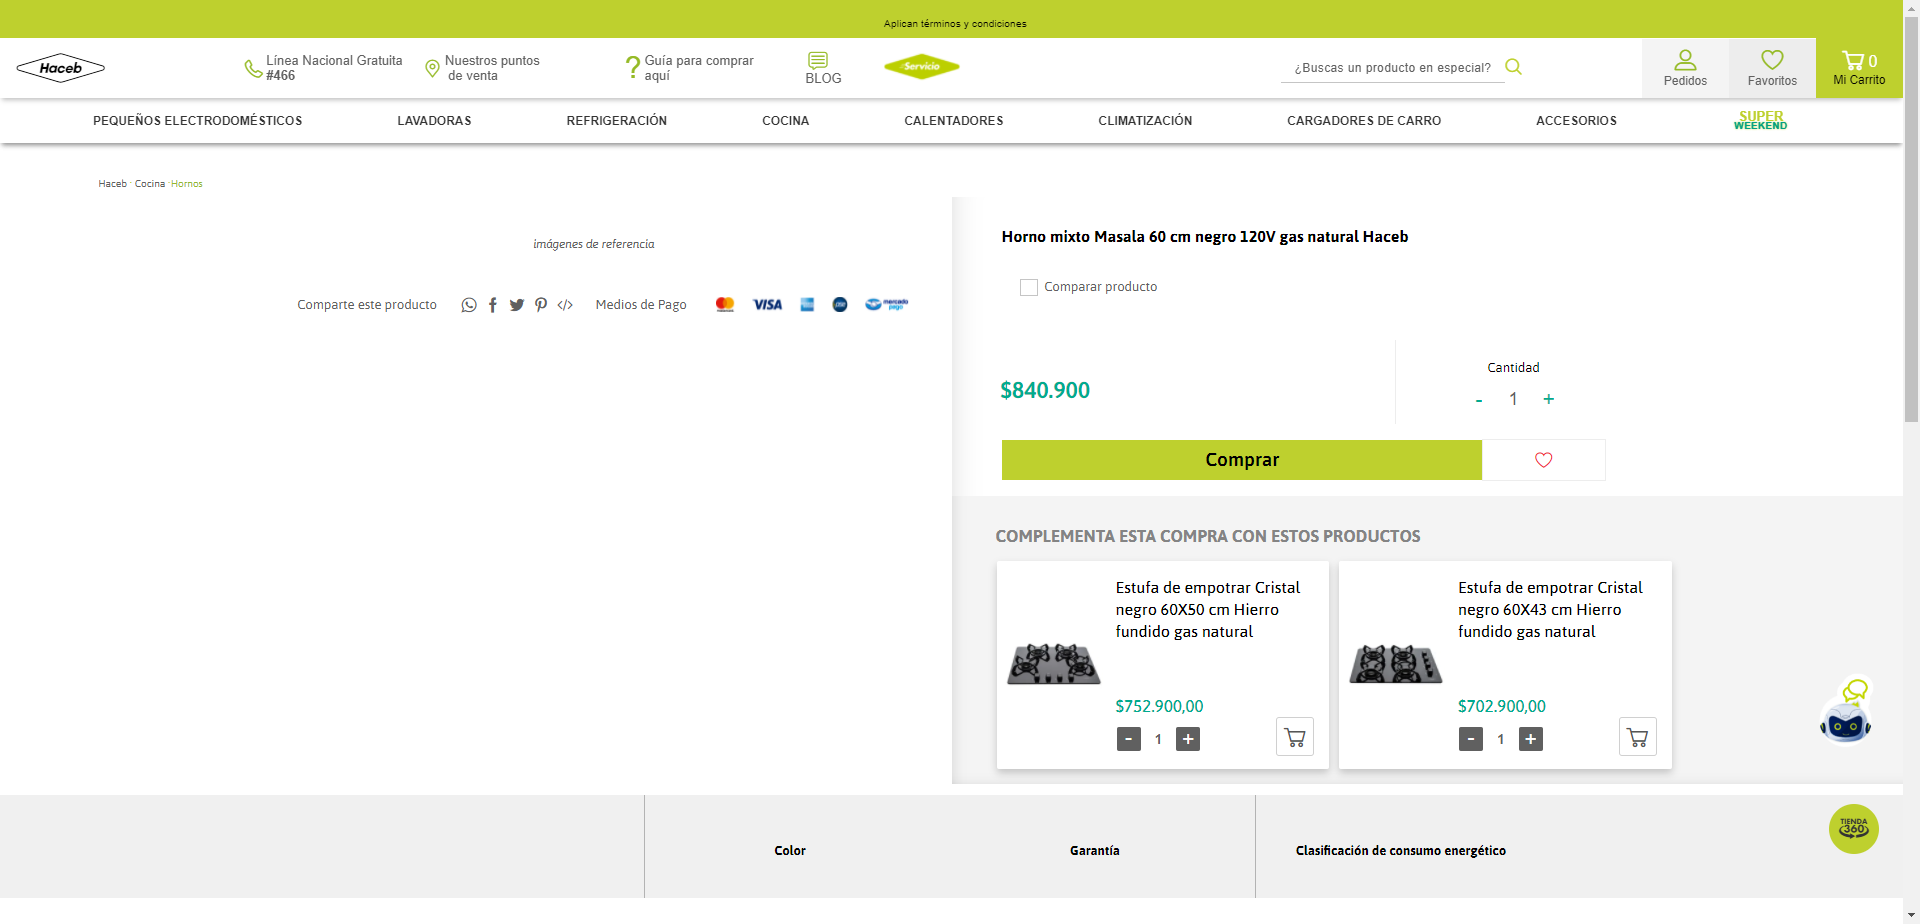 Aplican términos y condiciones
Haceb
Línea Nacional Gratuita
#466
Nuestros puntos
de venta
?
Guía para comprar
aquí
BLOG
Servicio
¿Buscas un producto en especial?
Pedidos
Favoritos
0
Mi Carrito
PEQUEÑOS ELECTRODOMÉSTICOS
LAVADORAS
REFRIGERACIÓN
COCINA
CALENTADORES
CLIMATIZACIÓN
CARGADORES DE CARRO
ACCESORIOS
SUPER
WEEKEND
Haceb · Cocina · Hornos
imágenes de referencia
Comparte este producto
Medios de Pago
VISA
mercado
pago
Horno mixto Masala 60 cm negro 120V gas natural Haceb
Comparar producto
$840.900
Cantidad
- 1 +
Comprar
COMPLEMENTA ESTA COMPRA CON ESTOS PRODUCTOS
Estufa de empotrar Cristal
negro 60X50 cm Hierro
fundido gas natural
$752.900,00
- 1 +
Estufa de empotrar Cristal
negro 60X43 cm Hierro
fundido gas natural
$702.900,00
- 1 +
TIENDA
360
Color
Garantía
Clasificación de consumo energético